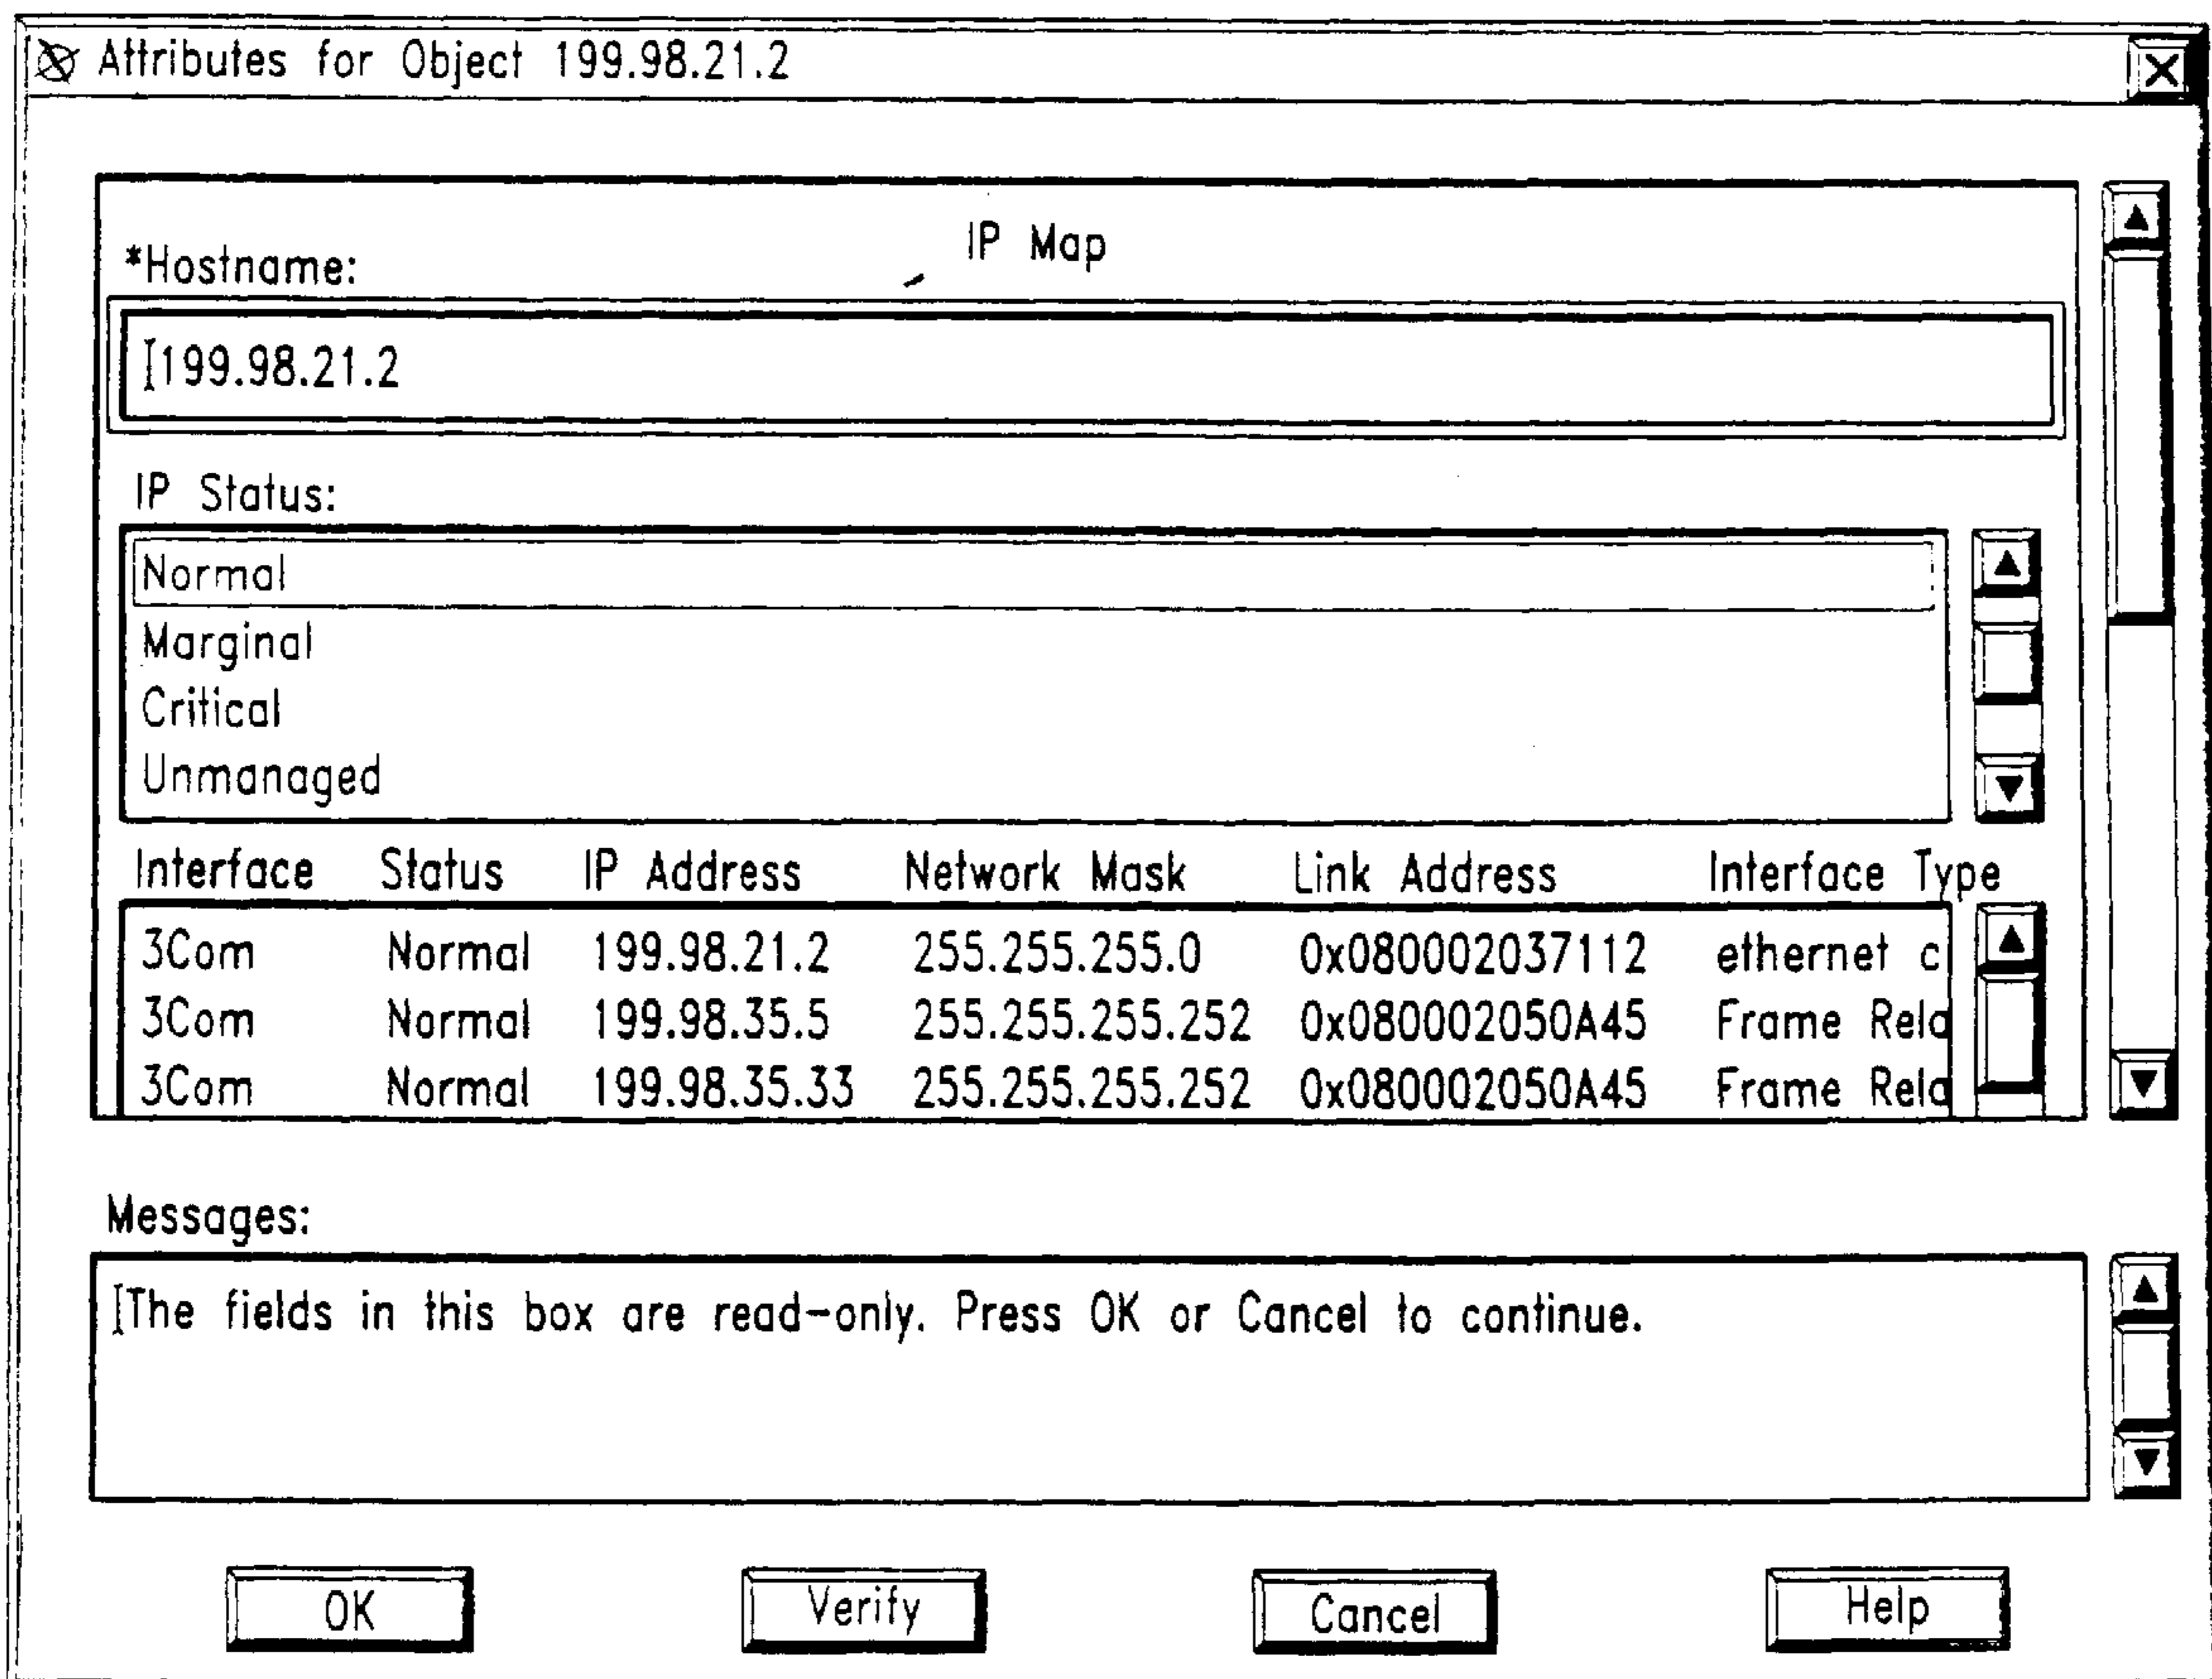 Attributes for Object 199.98.21.2
IP Map
*Hostname:
199.98.21.2
IP Status:
Normal
Marginal
Critical
Unmanaged
Interface Status IP Address Network Mask Link Address Interface Type
3Com Normal 199.98.21.2 255.255.255.0 0x080002037112 ethernet c
3Com Normal 199.98.35.5 255.255.255.252 0x080002050A45 Frame Rela
3Com Normal 199.98.35.33 255.255.255.252 0x080002050A45 Frame Rela
Messages:
The fields in this box are read-only. Press OK or Cancel to continue.
OK Verify Cancel Help